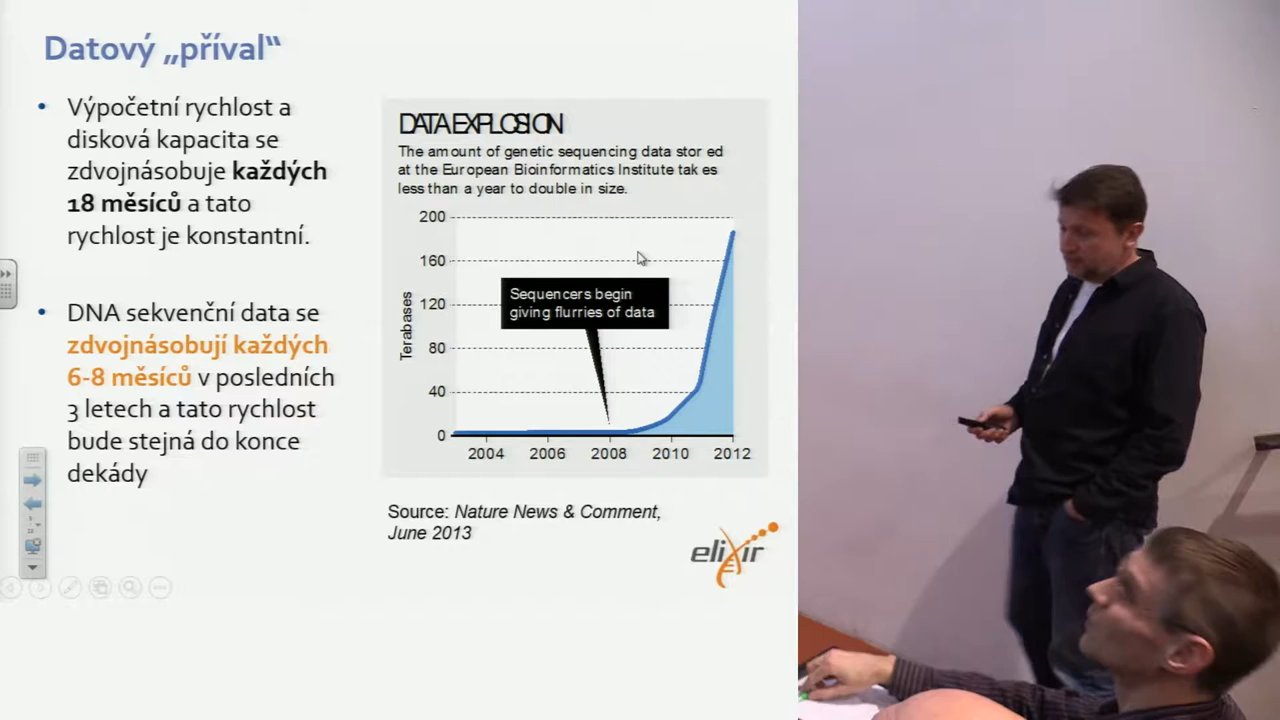 Datový „příval“
• Výpočetní rychlost a
disková kapacita se
zdvojnásobuje každých
18 měsíců a tato
rychlost je konstantní.
• DNA sekvenční data se
zdvojnásobují každých
6-8 měsíců v posledních
3 letech a tato rychlost
bude stejná do konce
dekády
DATA EXPLOSION
The amount of genetic sequencing data stor ed
at the European Bioinformatics Institute tak es
less than a year to double in size.
200
160
120
80
40
0
Terabases
Sequencers begin
giving flurries of data
2004 2006 2008 2010 2012
Source: Nature News & Comment,
June 2013
elixir